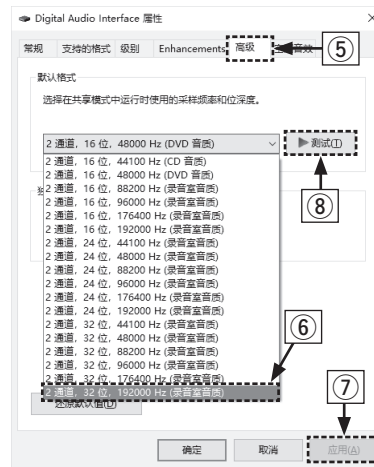 Digital Audio Interface 属性
常规 支持的格式 级别 Enhancements 高级 音效
⑤
默认格式
选择在共享模式中运行时使用的采样频率和位深度。
2 通道, 16 位, 48000 Hz (DVD 音质)
测试(T)
2 通道, 16 位, 44100 Hz (CD 音质)
2 通道, 16 位, 48000 Hz (DVD 音质)
2 通道, 16 位, 88200 Hz (录音室音质)
2 通道, 16 位, 96000 Hz (录音室音质)
2 通道, 16 位, 176400 Hz (录音室音质)
2 通道, 16 位, 192000 Hz (录音室音质)
2 通道, 24 位, 44100 Hz (录音室音质)
2 通道, 24 位, 48000 Hz (录音室音质)
2 通道, 24 位, 88200 Hz (录音室音质)
2 通道, 24 位, 96000 Hz (录音室音质)
2 通道, 24 位, 176400 Hz (录音室音质)
2 通道, 24 位, 192000 Hz (录音室音质)
2 通道, 32 位, 44100 Hz (录音室音质)
2 通道, 32 位, 48000 Hz (录音室音质)
2 通道, 32 位, 88200 Hz (录音室音质)
2 通道, 32 位, 96000 Hz (录音室音质)
2 通道, 32 位, 176400 Hz (录音室音质)
2 通道, 32 位, 192000 Hz (录音室音质)
⑧
⑥
⑦
还原默认值(D)
确定 取消 应用(A)